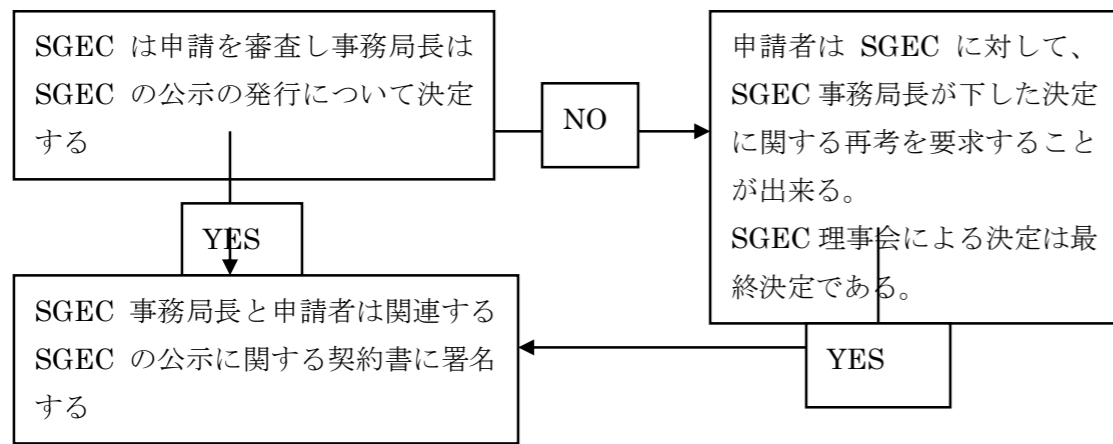 SGEC は申請を審査し事務局長は
SGEC の公示の発行について決定
する
NO
申請者は SGEC に対して、
SGEC 事務局長が下した決定
に関する再考を要求すること
が出来る。
SGEC 理事会による決定は最
終決定である。
YES
SGEC 事務局長と申請者は関連する
SGEC の公示に関する契約書に署名
する
YES